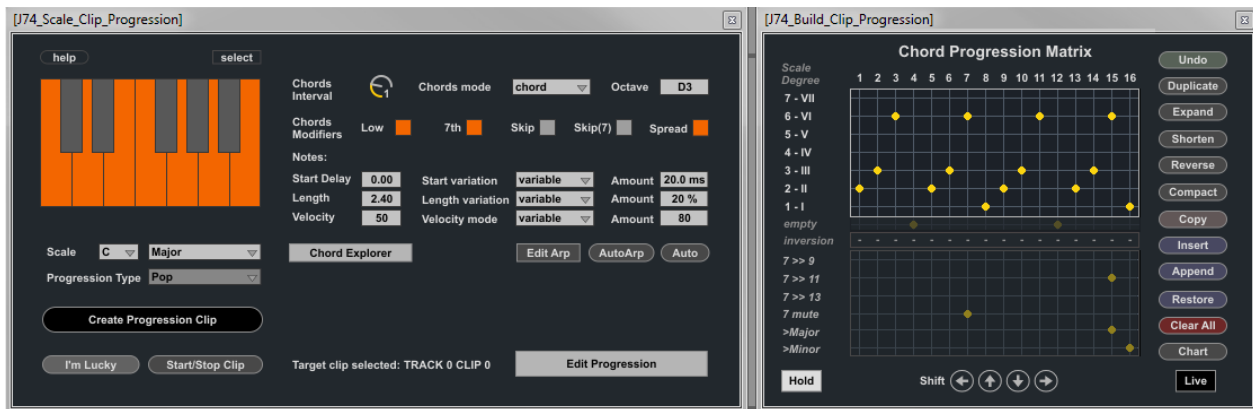 [J74_Scale_Clip_Progression]
help
select
Chords Interval
1
Chords mode
chord
Octave
D3
Chords Modifiers
Low
7th
Skip
Skip(7)
Spread
Notes:
Start Delay
0.00
Start variation
variable
Amount
20.0 ms
Length
2.40
Length variation
variable
Amount
20 %
Velocity
50
Velocity mode
variable
Amount
80
Scale
C
Major
Chord Explorer
Edit Arp
AutoArp
Auto
Progression Type
Pop
Create Progression Clip
I'm Lucky
Start/Stop Clip
Target clip selected: TRACK 0 CLIP 0
Edit Progression
[J74_Build_Clip_Progression]
Chord Progression Matrix
Scale Degree
1 2 3 4 5 6 7 8 9 10 11 12 13 14 15 16
7 - VII
6 - VI
5 - V
4 - IV
3 - III
2 - II
1 - I
empty
inversion
- - - - - - - - - - - - - - - -
7 >> 9
7 >> 11
7 >> 13
7 mute
>Major
>Minor
Hold
Shift
Undo
Duplicate
Expand
Shorten
Reverse
Compact
Copy
Insert
Append
Restore
Clear All
Chart
Live